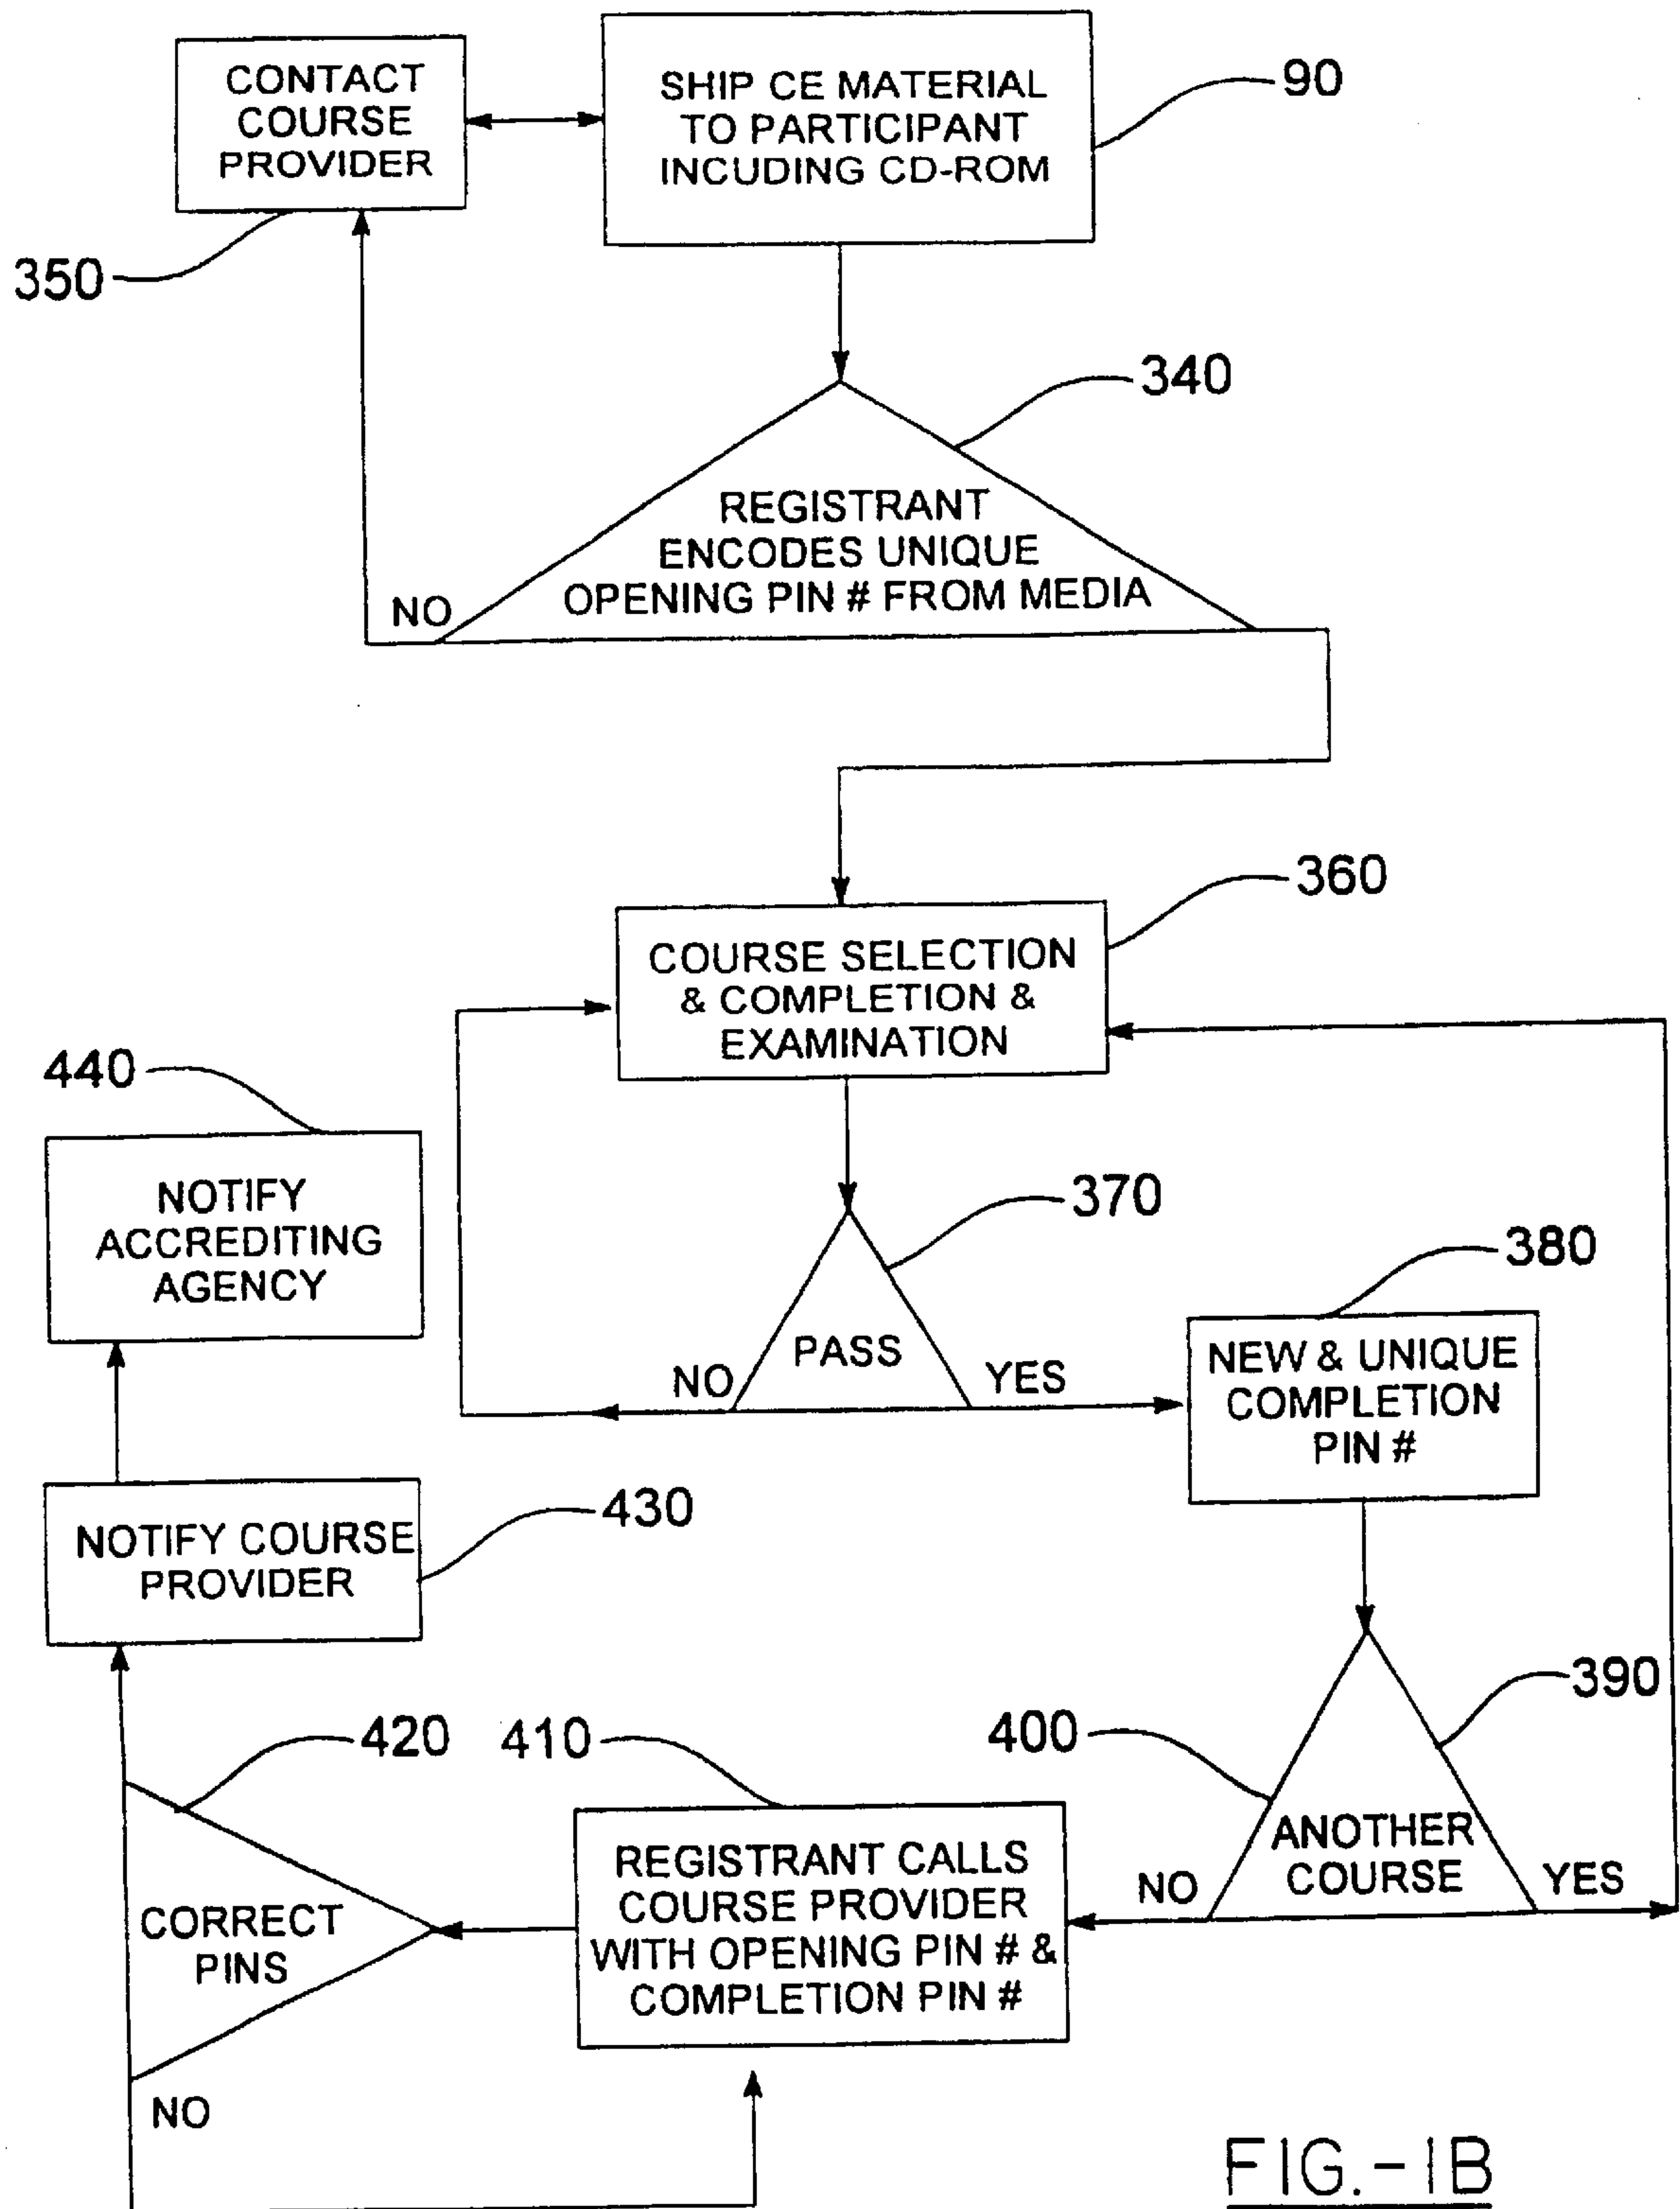 CONTACT
COURSE
PROVIDER
SHIP CE MATERIAL
TO PARTICIPANT
INCUDING CD-ROM
90
350
340
REGISTRANT
ENCODES UNIQUE
OPENING PIN # FROM MEDIA
NO
360
COURSE SELECTION
& COMPLETION &
EXAMINATION
440
NOTIFY
ACCREDITING
AGENCY
370
PASS
NO
YES
380
NEW & UNIQUE
COMPLETION
PIN #
NOTIFY COURSE
PROVIDER
430
390
400
ANOTHER
COURSE
NO
YES
420
410
REGISTRANT CALLS
COURSE PROVIDER
WITH OPENING PIN # &
COMPLETION PIN #
CORRECT
PINS
NO
FIG.-1B